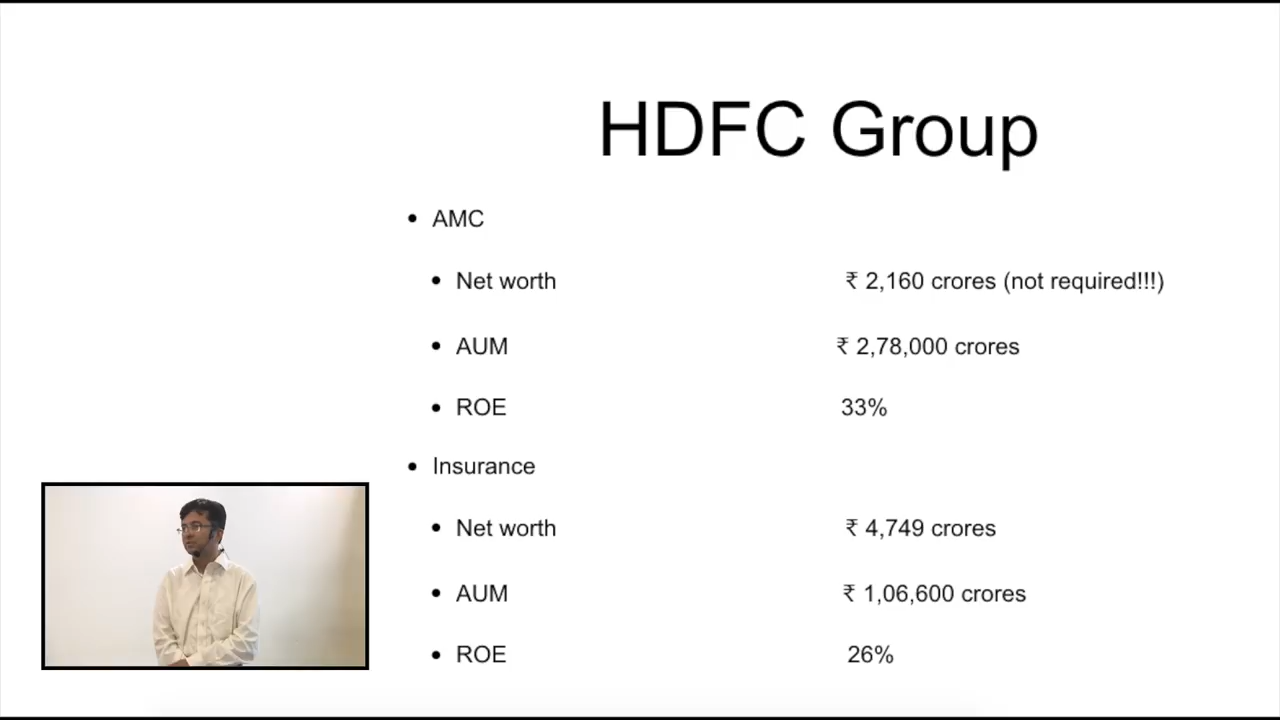 HDFC Group
• AMC
• Net worth ₹ 2,160 crores (not required!!!)
• AUM ₹ 2,78,000 crores
• ROE 33%
• Insurance
• Net worth ₹ 4,749 crores
• AUM ₹ 1,06,600 crores
• ROE 26%